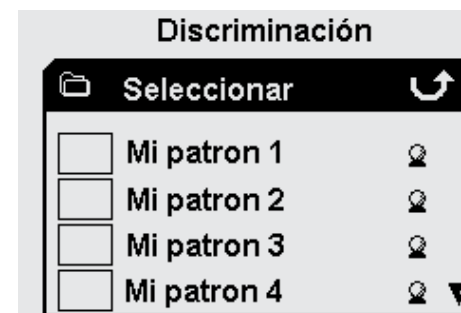 Discriminación
Seleccionar
Mi patron 1
Mi patron 2
Mi patron 3
Mi patron 4